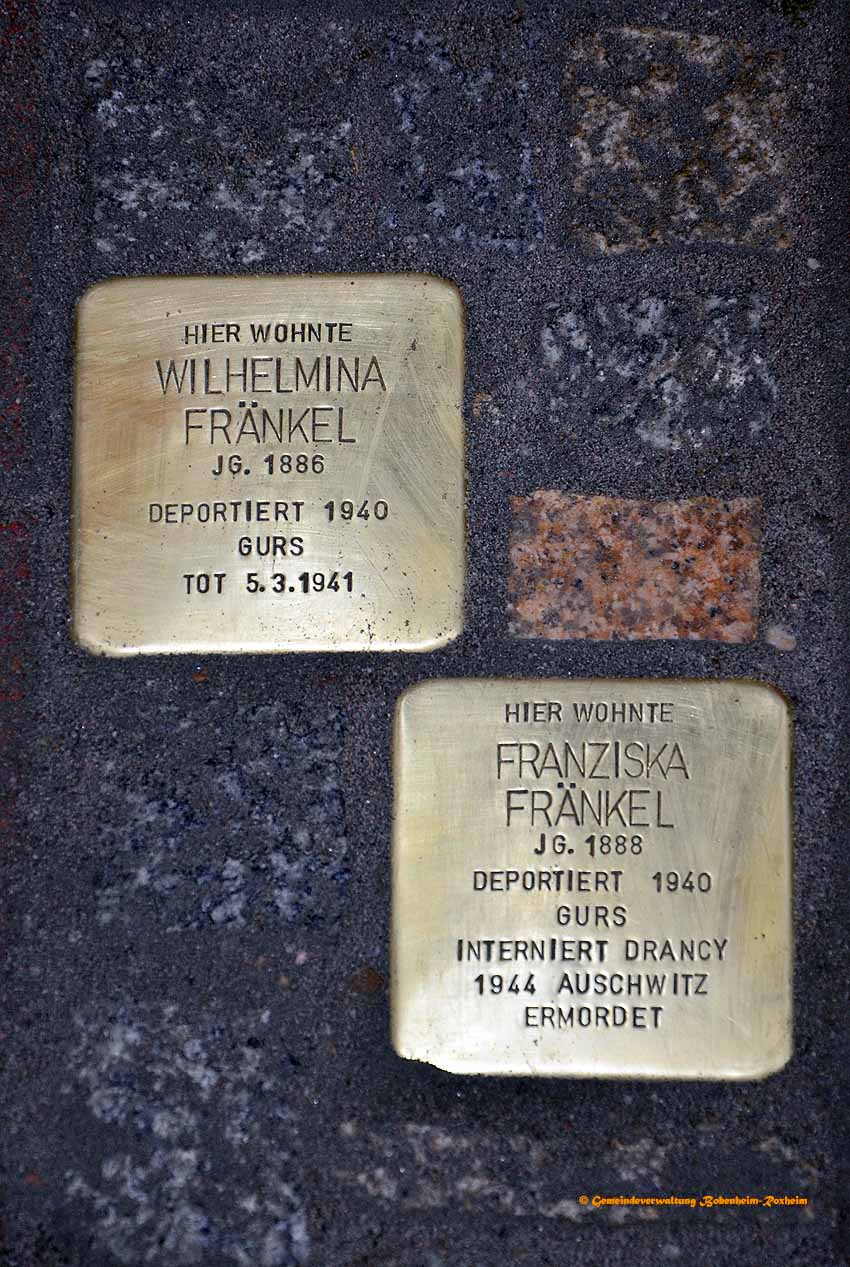 HIER WOHNTE
WILHELMINA
FRÄNKEL
JG. 1886
DEPORTIERT 1940
GURS
TOT 5.3.1941
HIER WOHNTE
FRANZISKA
FRÄNKEL
JG. 1888
DEPORTIERT 1940
GURS
INTERNIERT DRANCY
1944 AUSCHWITZ
ERMORDET
© Gemeindeverwaltung Bobenheim-Roxheim